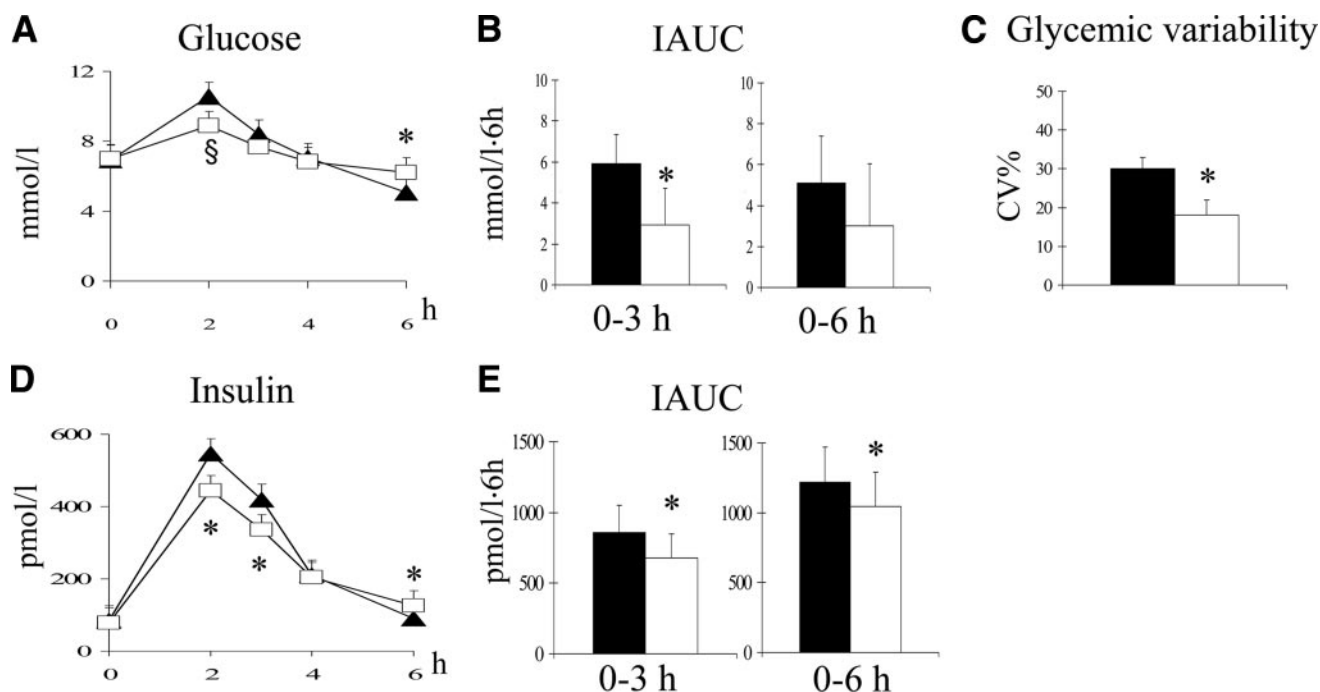 A
Glucose
mmol/l
12
8
4
0
§
*
0
2
4
6
h
B
IAUC
mmol/l·6h
10
8
6
4
2
0
*
0-3 h
10
8
6
4
2
0
0-6 h
C
Glycemic variability
CV%
50
40
30
20
10
0
*
D
Insulin
pmol/l
600
400
200
0
*
*
*
0
2
4
6
h
E
IAUC
pmol/l·6h
1500
1000
500
0
*
0-3 h
1500
1000
500
0
*
0-6 h